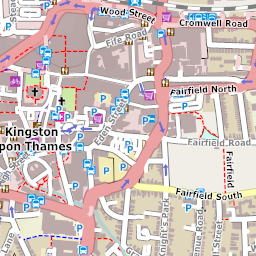 Wood Street
Cromwell Road
Fife Road
Fairfield North
Eden Street
Kingston
pon Thames
Fairfield Road
Fairfield
Fairfield South
Knight's Park